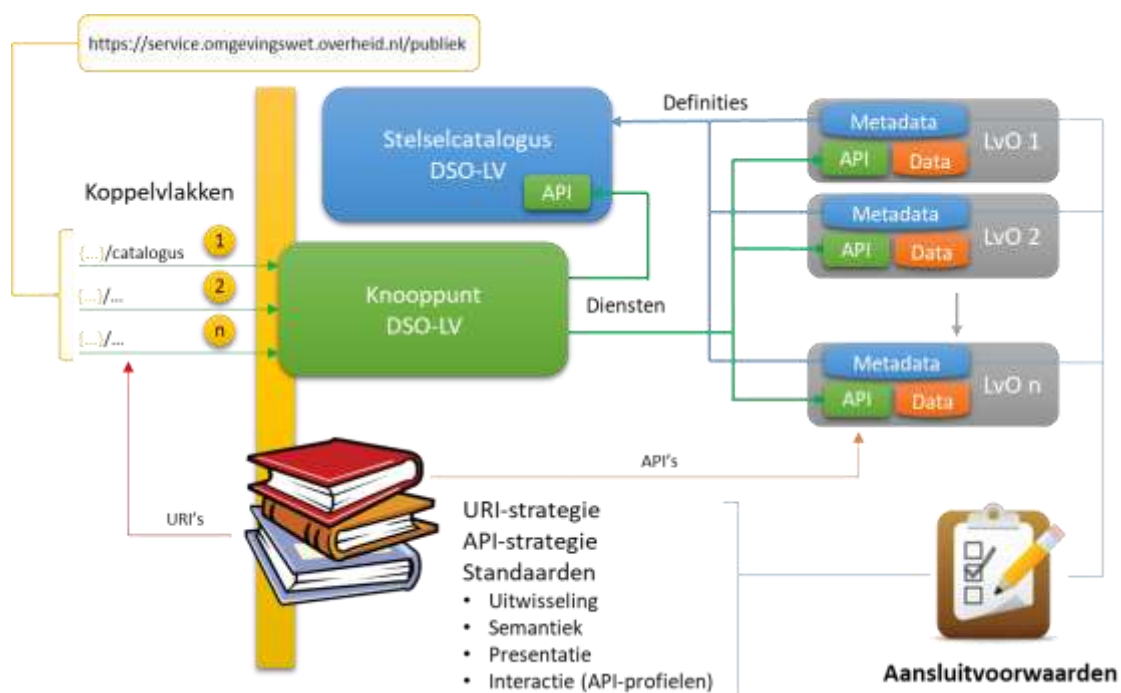 https://service.omgevingswet.overheid.nl/publiek
Stelselcatalogus
DSO-LV
API
Definities
Metadata
API
Data
LvO 1
Metadata
API
Data
LvO 2
Metadata
API
Data
LvO n
Koppelvlakken
{...}/catalogus
1
{...}/...
2
{...}/...
n
Knooppunt
DSO-LV
Diensten
API's
URI's
URI-strategie
API-strategie
Standaarden
• Uitwisseling
• Semantiek
• Presentatie
• Interactie (API-profielen)
Aansluitvoorwaarden